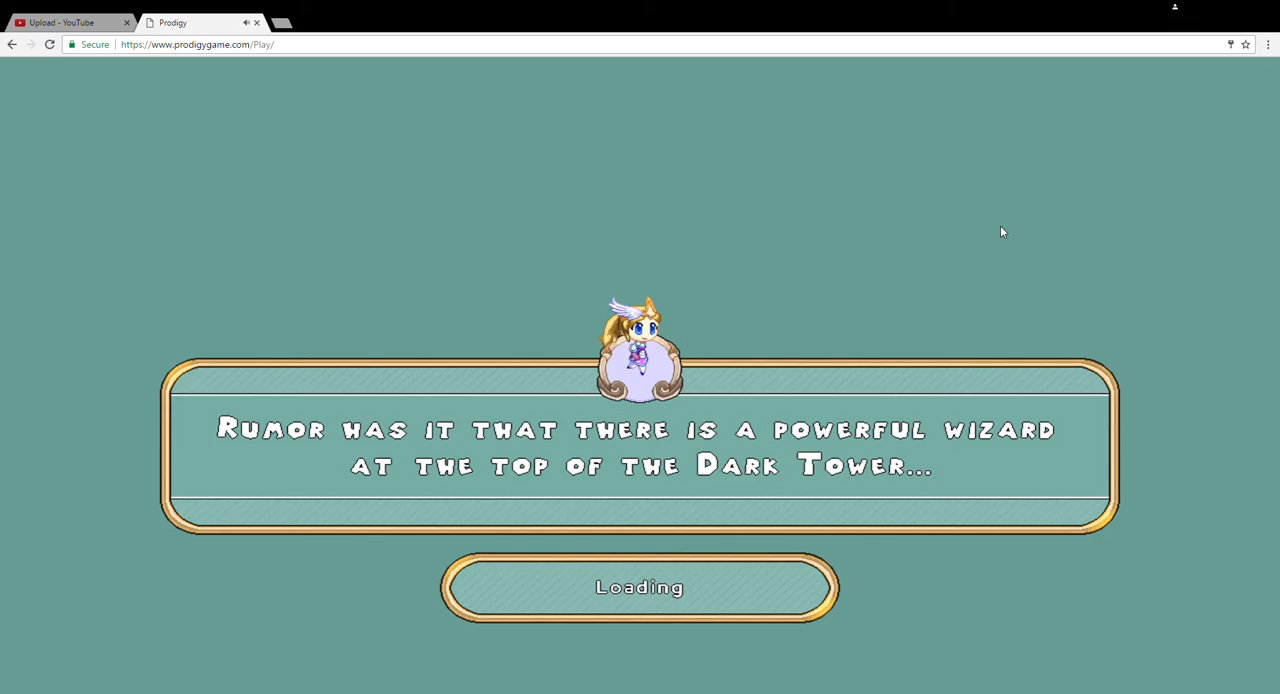 Upload - YouTube
Prodigy
Secure
https://www.prodigygame.com/Play/
Rumor has it that there is a powerful wizard
at the top of the Dark Tower...
Loading